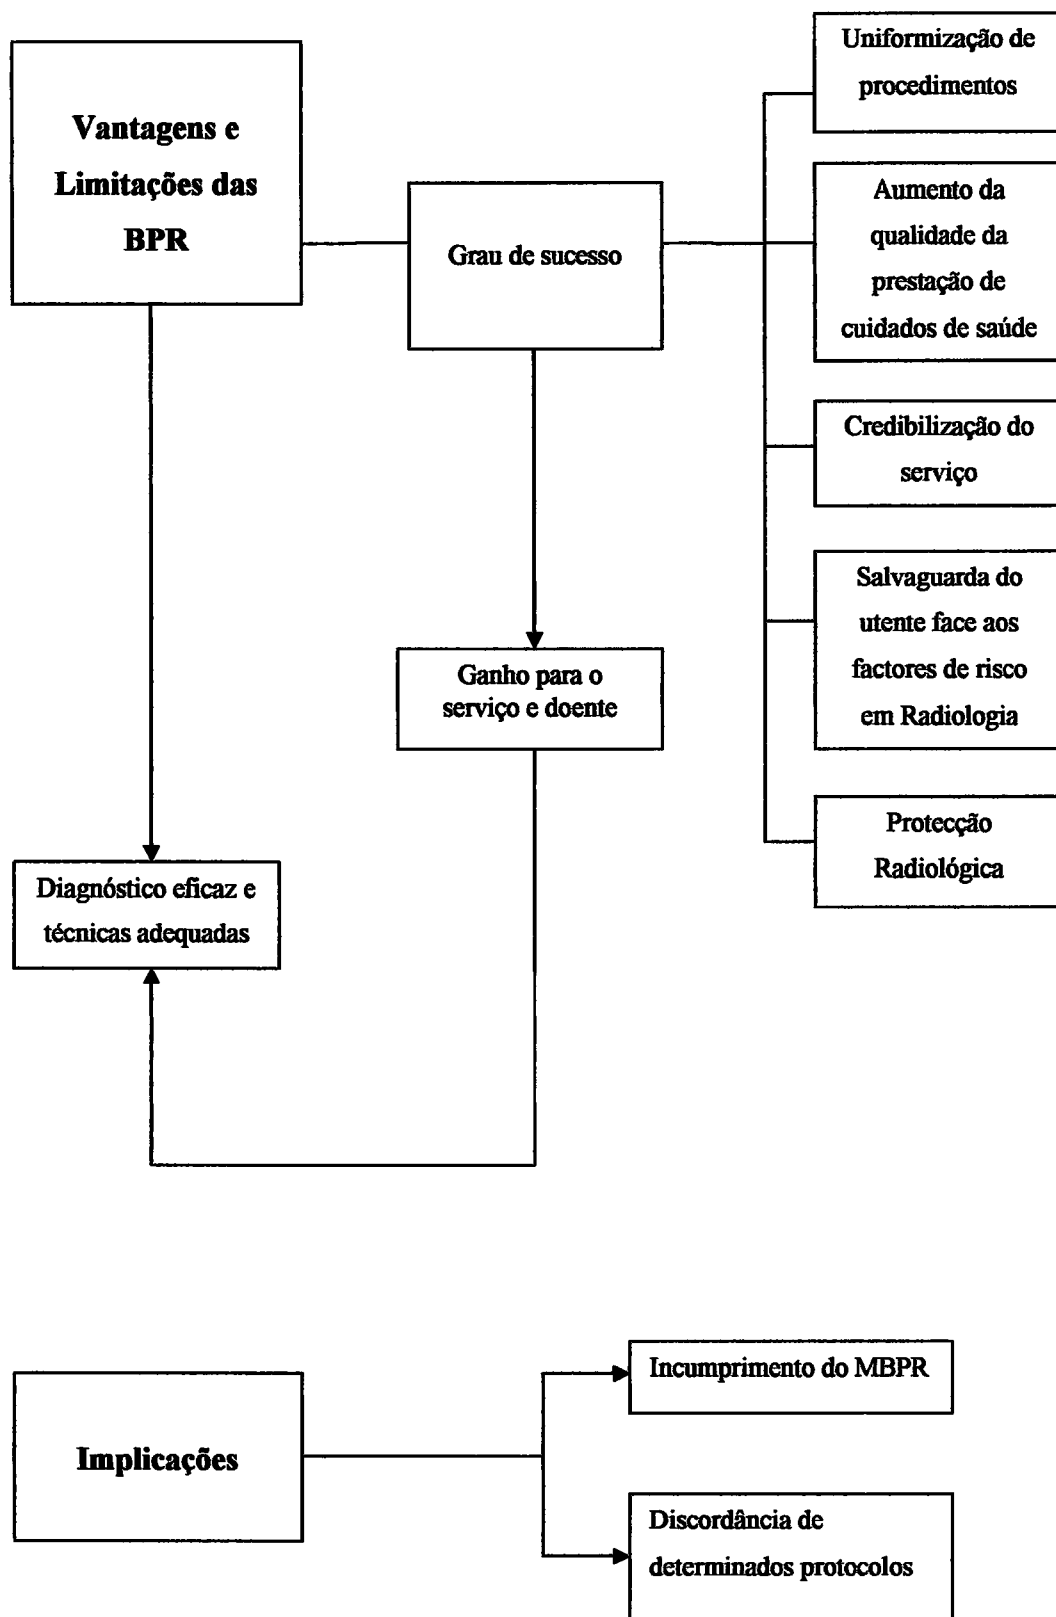 Vantagens e
Limitações das
BPR
Grau de sucesso
Uniformização de
procedimentos
Aumento da
qualidade da
prestação de
cuidados de saúde
Credibilização do
serviço
Salvaguarda do
utente face aos
factores de risco
em Radiologia
Protecção
Radiológica
Ganho para o
serviço e doente
Diagnóstico eficaz e
técnicas adequadas
Implicações
Incumprimento do MBPR
Discordância de
determinados protocolos